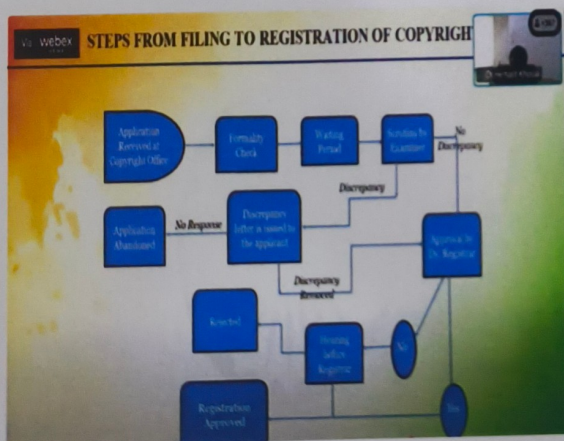 webex
STEPS FROM FILING TO REGISTRATION OF COPYRIGH
Application
Received at
Copyright Office
Formality
Check
Waiting
Period
Scrutiny by
Examiner
No
Discrepancy
Discrepancy
Application
Abandoned
No Response
Discrepancy
letter is issued to
the applicant
Approval by
Dy. Registrar
Discrepancy
Removed
Rejected
Hearing
before
Registrar
No
Registration
Approved
Yes